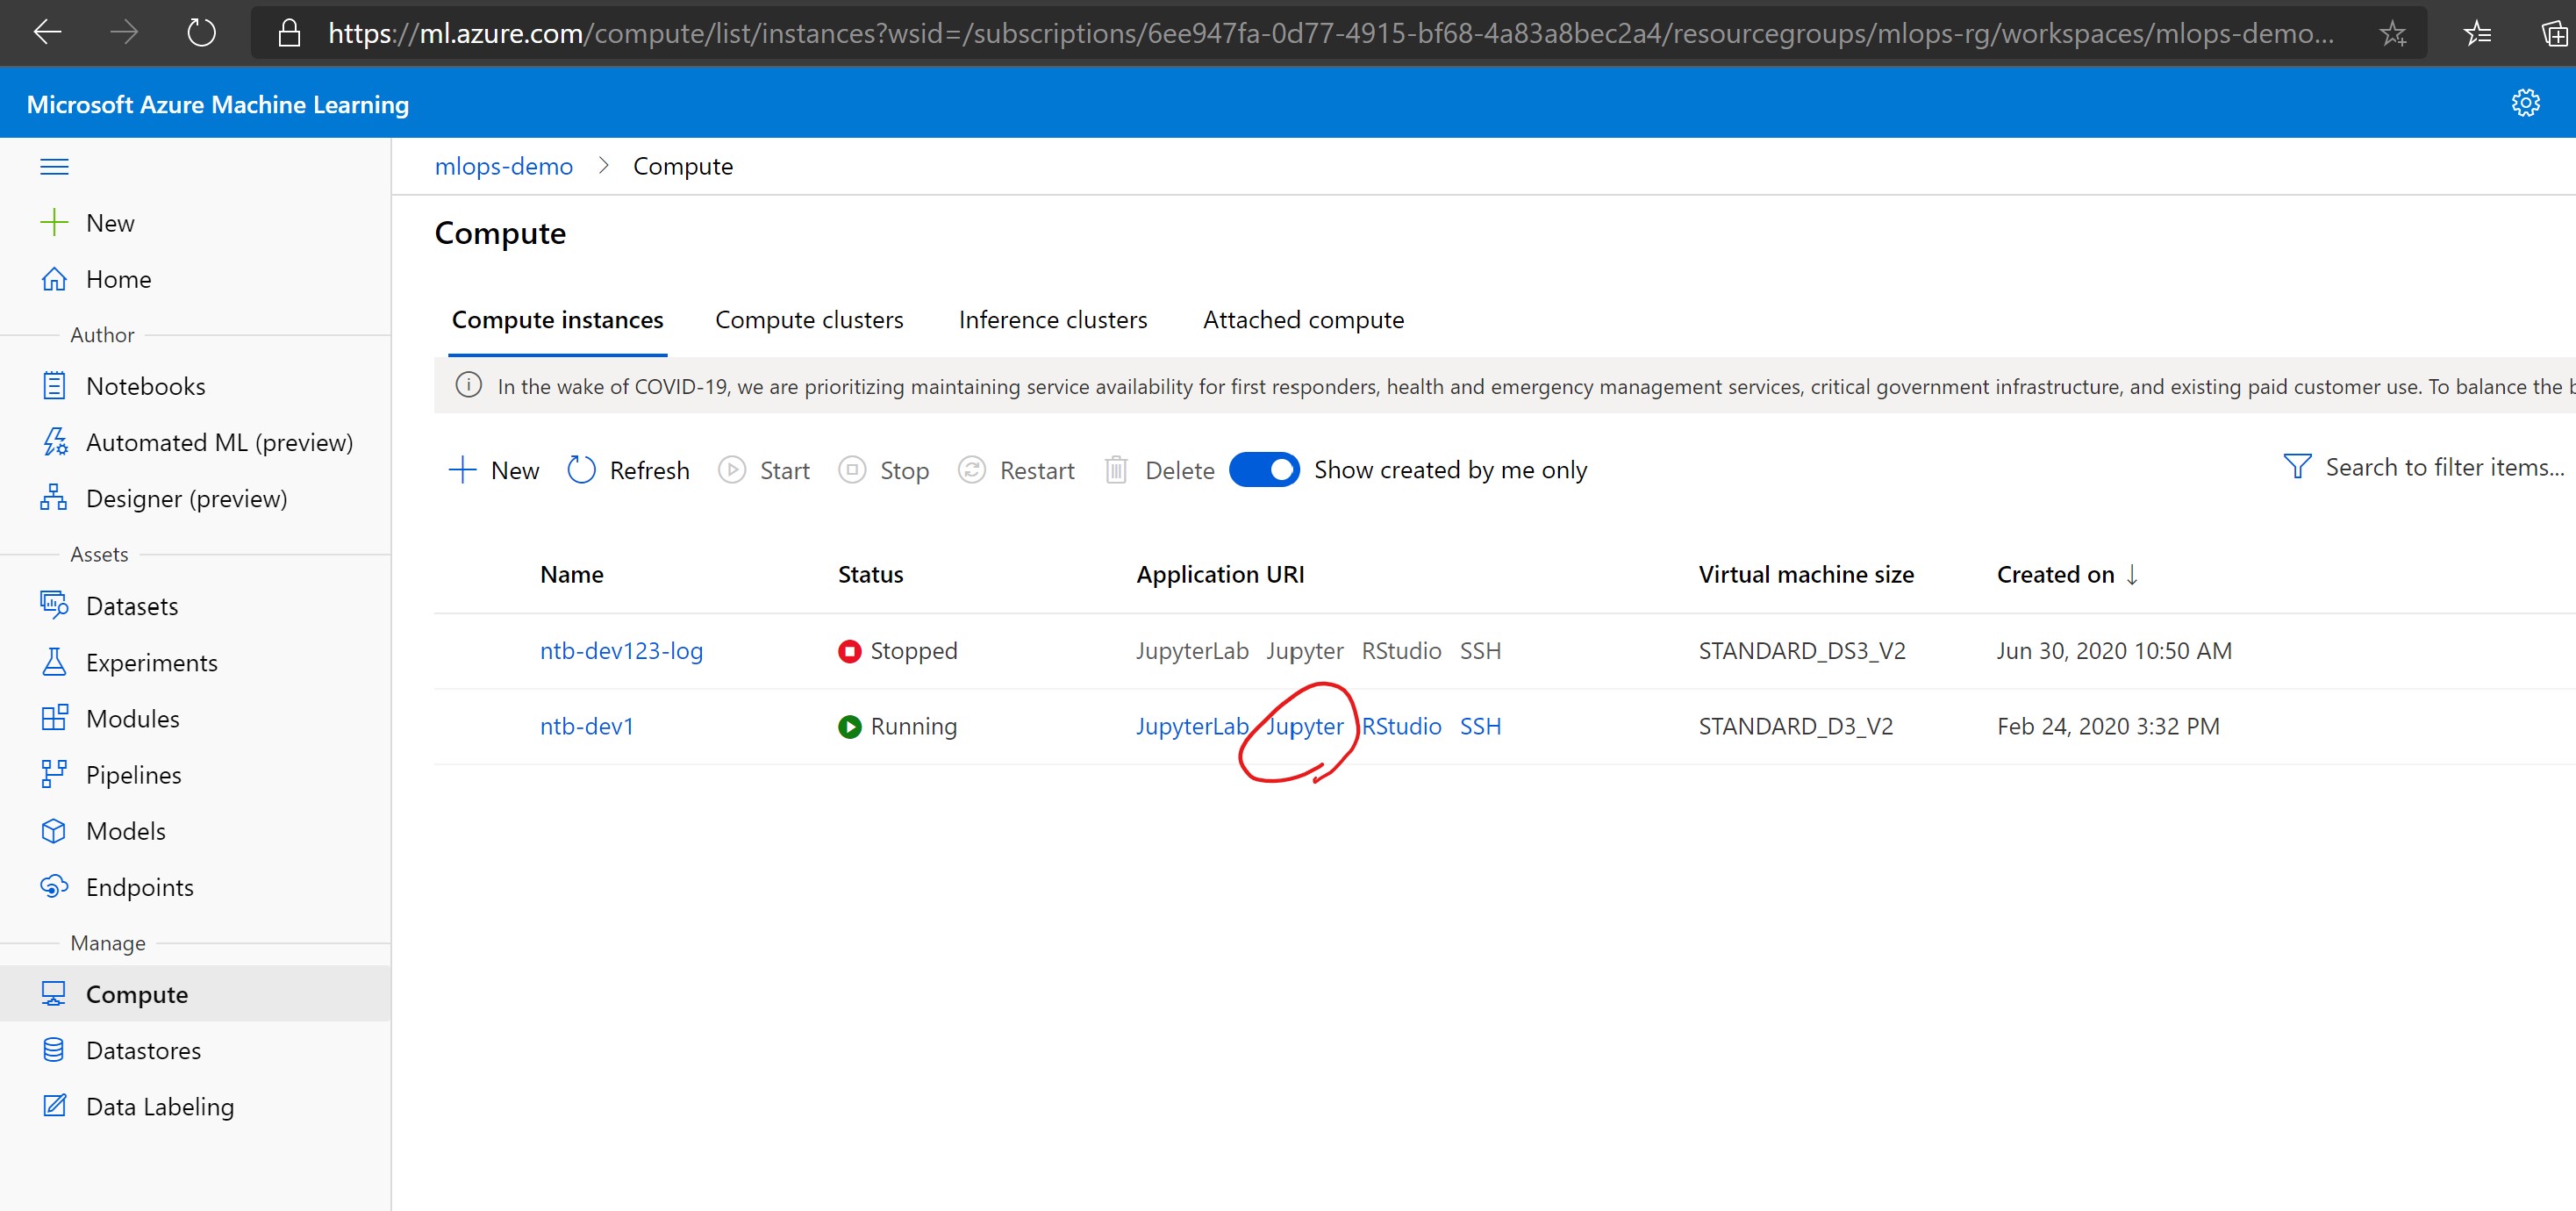 https://ml.azure.com/compute/list/instances?wsid=/subscriptions/6ee947fa-0d77-4915-bf68-4a83a8bec2a4/resourcegroups/mlops-rg/workspaces/mlops-demo...
Microsoft Azure Machine Learning
mlops-demo > Compute
New
Home
Author
Notebooks
Automated ML (preview)
Designer (preview)
Assets
Datasets
Experiments
Modules
Pipelines
Models
Endpoints
Manage
Compute
Datastores
Data Labeling
Compute
Compute instances Compute clusters Inference clusters Attached compute
In the wake of COVID-19, we are prioritizing maintaining service availability for first responders, health and emergency management services, critical government infrastructure, and existing paid customer use. To balance the
New Refresh Start Stop Restart Delete Show created by me only Search to filter items...
Name Status Application URI Virtual machine size Created on ↓
ntb-dev123-log Stopped JupyterLab Jupyter RStudio SSH STANDARD_DS3_V2 Jun 30, 2020 10:50 AM
ntb-dev1 Running JupyterLab Jupyter RStudio SSH STANDARD_D3_V2 Feb 24, 2020 3:32 PM